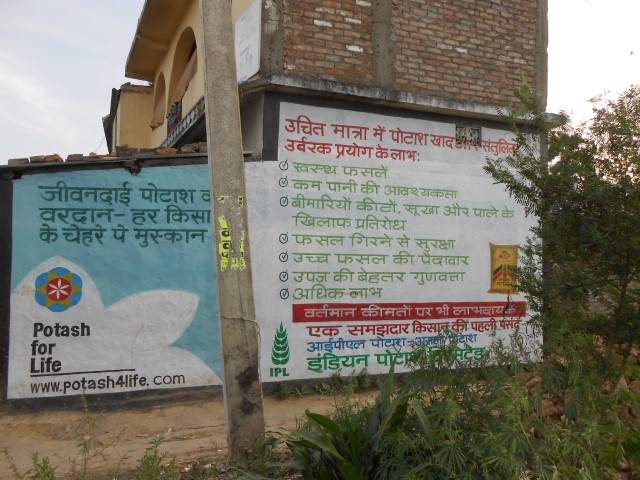 जीवनदाई पोटाश
वरदान- हर किसा
के चेहरे पे मुस्कान
Potash
for
Life
www.potash4life.com
उचित मात्रा में पोटाश खाद संतुलित
उर्वरक प्रयोग के लाभ:
स्वस्थ फसलें
कम पानी की आवश्यकता
बीमारियों कीटों, सूखा और पाले के
खिलाफ प्रतिरोध
फसल गिरने से सुरक्षा
उच्च फसल की पैदावार
उपज की बेहतर गुणवत्ता
अधिक लाभ
वर्तमान कीमतों पर भी लाभदायक
एक समझदार किसान की पहली पसंद
आईपीएल पोटाश- पोटाश
IPL
इंडियन पोटाश लिमिटेड